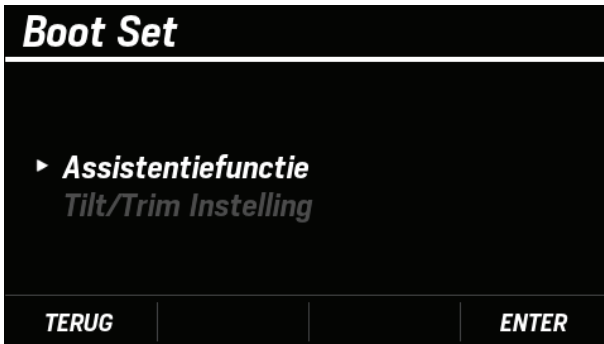 Boot Set
Assistentiefunctie
Tilt/Trim Instelling
TERUG ENTER